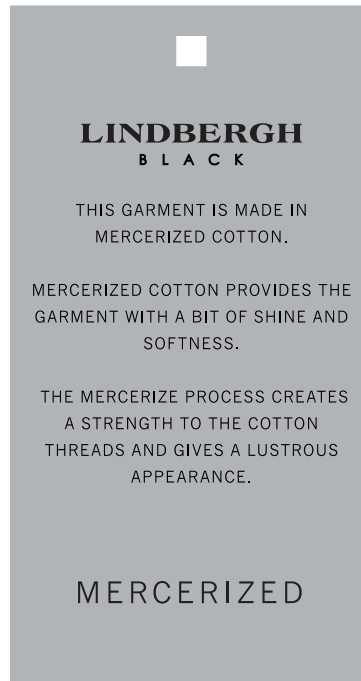 LINDBERGH
BLACK
THIS GARMENT IS MADE IN
MERCERIZED COTTON.
MERCERIZED COTTON PROVIDES THE
GARMENT WITH A BIT OF SHINE AND
SOFTNESS.
THE MERCERIZE PROCESS CREATES
A STRENGTH TO THE COTTON
THREADS AND GIVES A LUSTROUS
APPEARANCE.
MERCERIZED